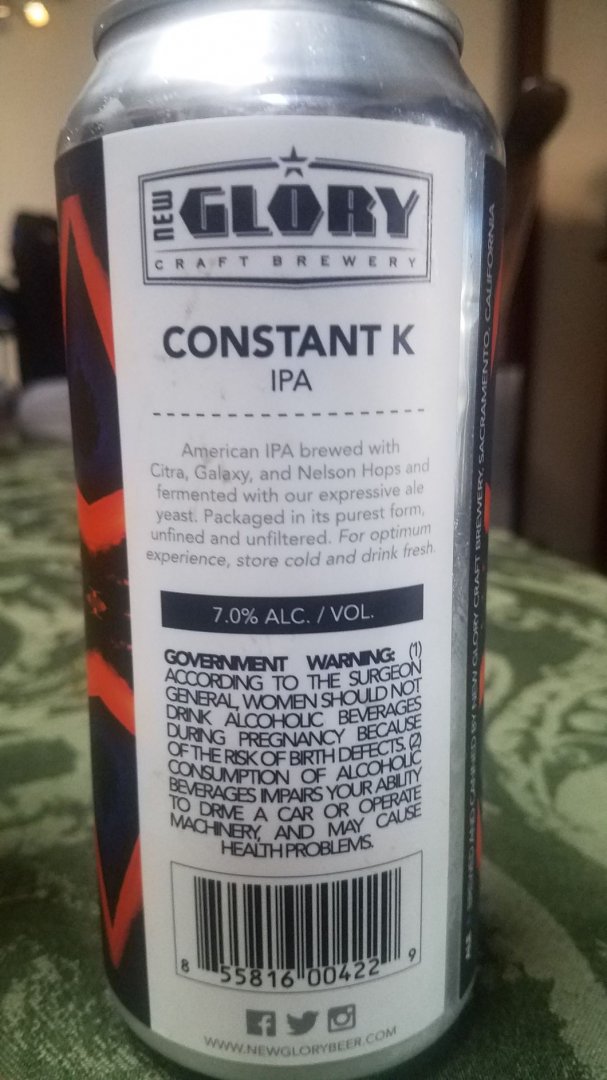 NEW GLORY
CRAFT BREWERY
CONSTANT K
IPA
American IPA brewed with
Citra, Galaxy, and Nelson Hops and
fermented with our expressive ale
yeast. Packaged in its purest form,
unfined and unfiltered. For optimum
experience, store cold and drink fresh.
7.0% ALC. / VOL.
GOVERNMENT WARNING: (1)
ACCORDING TO THE SURGEON
GENERAL, WOMEN SHOULD NOT
DRINK ALCOHOLIC BEVERAGES
DURING PREGNANCY BECAUSE
OF THE RISK OF BIRTH DEFECTS. (2)
CONSUMPTION OF ALCOHOLIC
BEVERAGES IMPAIRS YOUR ABILITY
TO DRIVE A CAR OR OPERATE
MACHINERY, AND MAY CAUSE
HEALTH PROBLEMS.
8 55816 00422 9
WWW.NEWGLORYBEER.COM
BREWED AND CANNED BY NEW GLORY CRAFT BREWERY, SACRAMENTO, CALIFORNIA